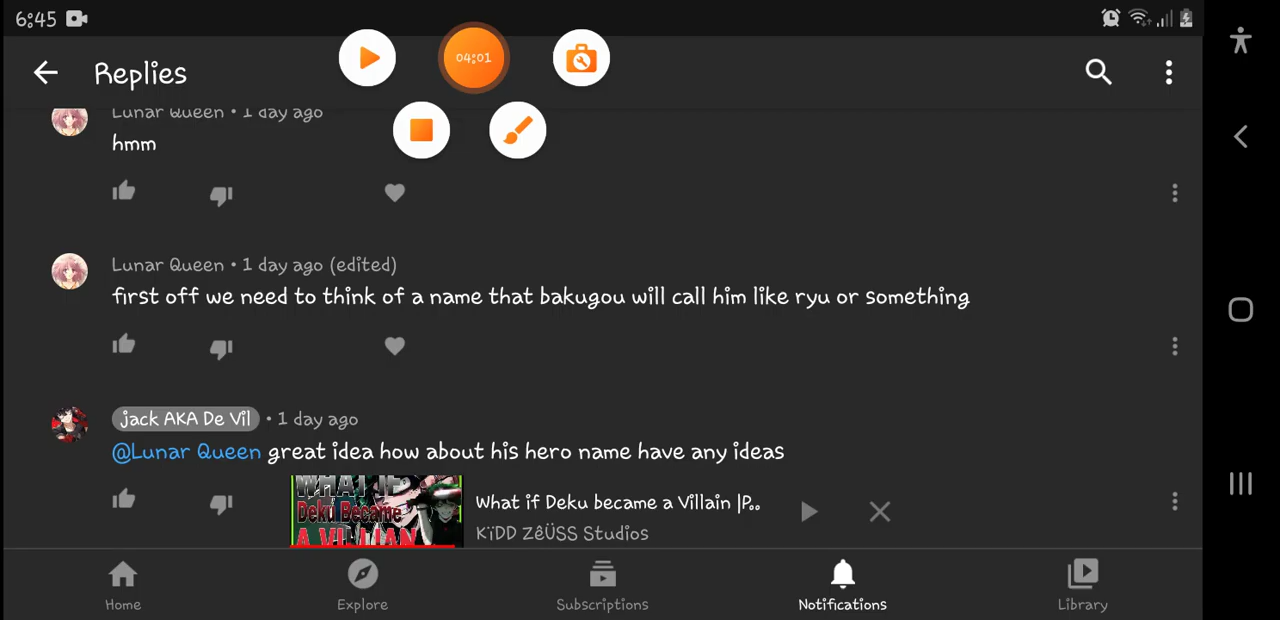 6:45
04:01
Replies
Lunar Queen • 1 day ago
hmm
Lunar Queen • 1 day ago (edited)
first off we need to think of a name that bakugou will call him like ryu or something
jack AKA De Vil • 1 day ago
@Lunar Queen great idea how about his hero name have any ideas
WHAT IF
Deku Became
A VILLIAN
What if Deku became a Villain |P..
KïDD ZêÜSS Studios
Home
Explore
Subscriptions
Notifications
Library